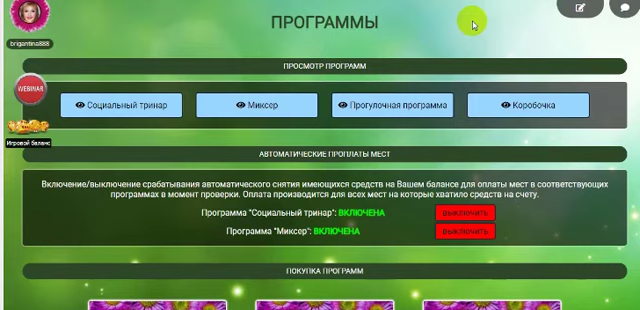 ПРОГРАММЫ
brigantina888
ПРОСМОТР ПРОГРАММ
WEBINAR
Социальный тринар
Миксер
Прогулочная программа
Коробочка
Игровой баланс
АВТОМАТИЧЕСКИЕ ПРОПЛАТЫ МЕСТ
Включение/выключение срабатывания автоматического снятия имеющихся средств на Вашем балансе для оплаты мест в соответствующих
программах в момент проверки. Оплата производится для всех мест на которые хватило средств на счету.
Программа "Социальный тринар": ВКЛЮЧЕНА
ВЫКЛЮЧИТЬ
Программа "Миксер": ВКЛЮЧЕНА
ВЫКЛЮЧИТЬ
ПОКУПКА ПРОГРАММ